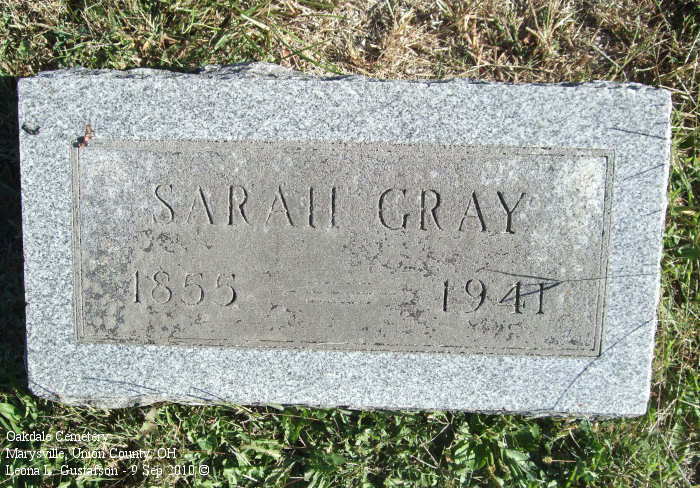 SARAH GRAY
1855 1941
Oakdale Cemetery
Marysville, Union County, OH
Leona L. Gustafson - 9 Sep 2010 ©